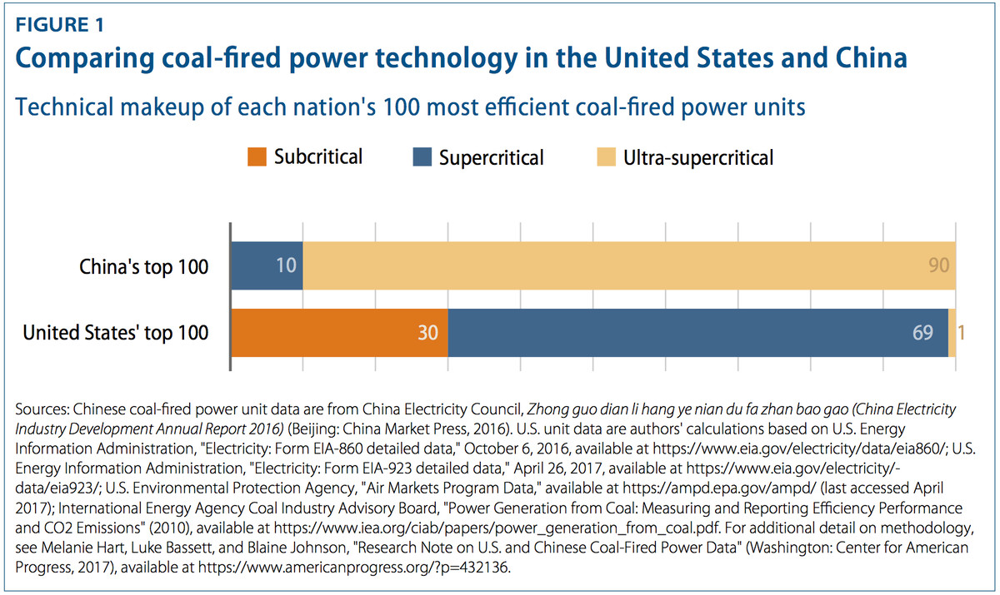 FIGURE 1
Comparing coal-fired power technology in the United States and China
Technical makeup of each nation's 100 most efficient coal-fired power units
Subcritical Supercritical Ultra-supercritical
China's top 100 10 90
United States' top 100 30 69 1
Sources: Chinese coal-fired power unit data are from China Electricity Council, Zhong guo dian li hang ye nian du fa zhan bao gao (China Electricity
Industry Development Annual Report 2016) (Beijing: China Market Press, 2016). U.S. unit data are authors' calculations based on U.S. Energy
Information Administration, "Electricity: Form EIA-860 detailed data," October 6, 2016, available at https://www.eia.gov/electricity/data/eia860/; U.S.
Energy Information Administration, "Electricity: Form EIA-923 detailed data," April 26, 2017, available at https://www.eia.gov/electricity/-
data/eia923/; U.S. Environmental Protection Agency, "Air Markets Program Data," available at https://ampd.epa.gov/ampd/ (last accessed April
2017); International Energy Agency Coal Industry Advisory Board, "Power Generation from Coal: Measuring and Reporting Efficiency Performance
and CO2 Emissions" (2010), available at https://www.iea.org/ciab/papers/power_generation_from_coal.pdf. For additional detail on methodology,
see Melanie Hart, Luke Bassett, and Blaine Johnson, "Research Note on U.S. and Chinese Coal-Fired Power Data" (Washington: Center for American
Progress, 2017), available at https://www.americanprogress.org/?p=432136.